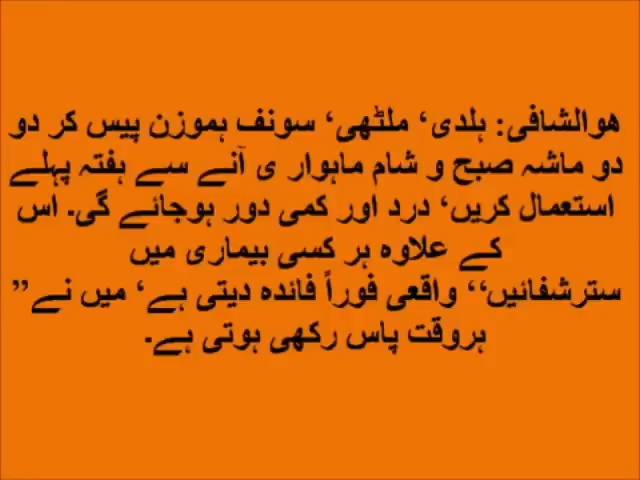 ھوالشافی: ہلدی‘ ملٹھی‘ سونف ہموزن پیس کر دو
دو ماشہ صبح و شام ماہوار ی آنے سے ہفتہ پہلے
استعمال کریں‘ درد اور کمی دور ہوجائے گی۔ اس
کے علاوہ ہر کسی بیماری میں
”سترشفائیں‘‘ واقعی فوراً فائدہ دیتی ہے‘ میں نے
ہروقت پاس رکھی ہوتی ہے۔